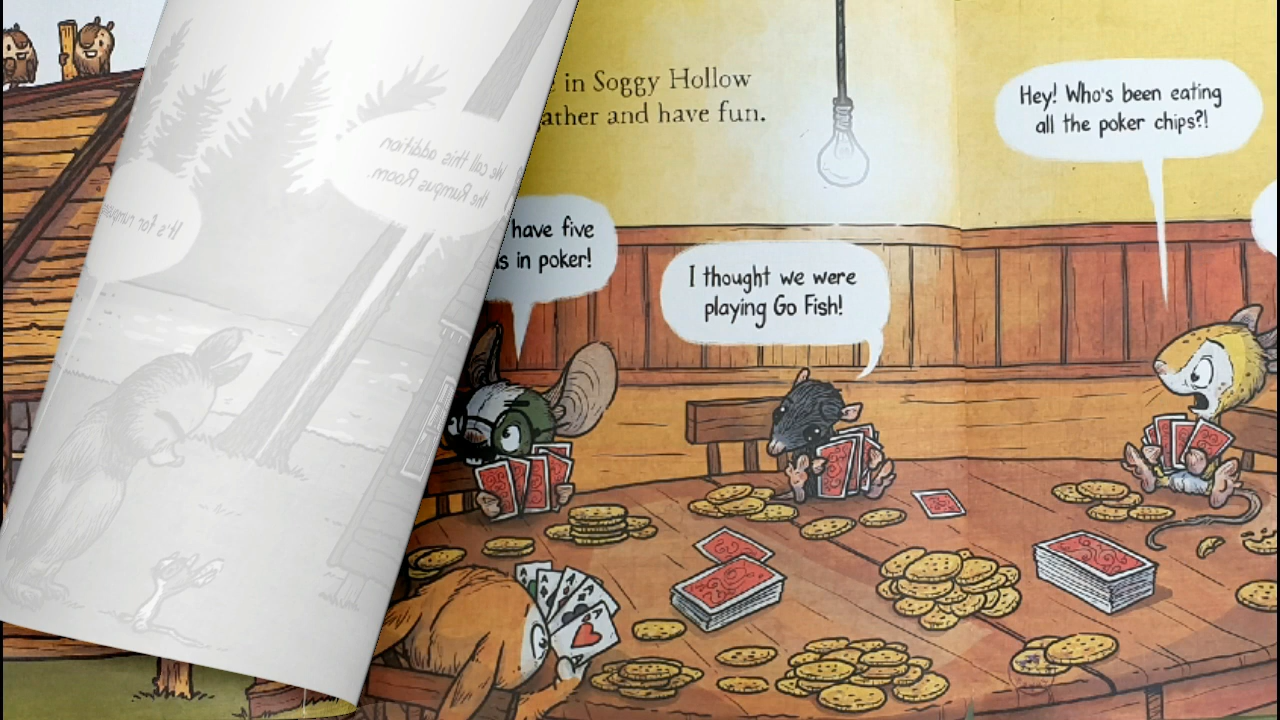 in Soggy Hollow
ather and have fun.
Hey! Who's been eating
all the poker chips?!
We call this addition
the Rumpus Room.
It's for rumpuses
have five
s in poker!
I thought we were
playing Go Fish!
A
A
A
A